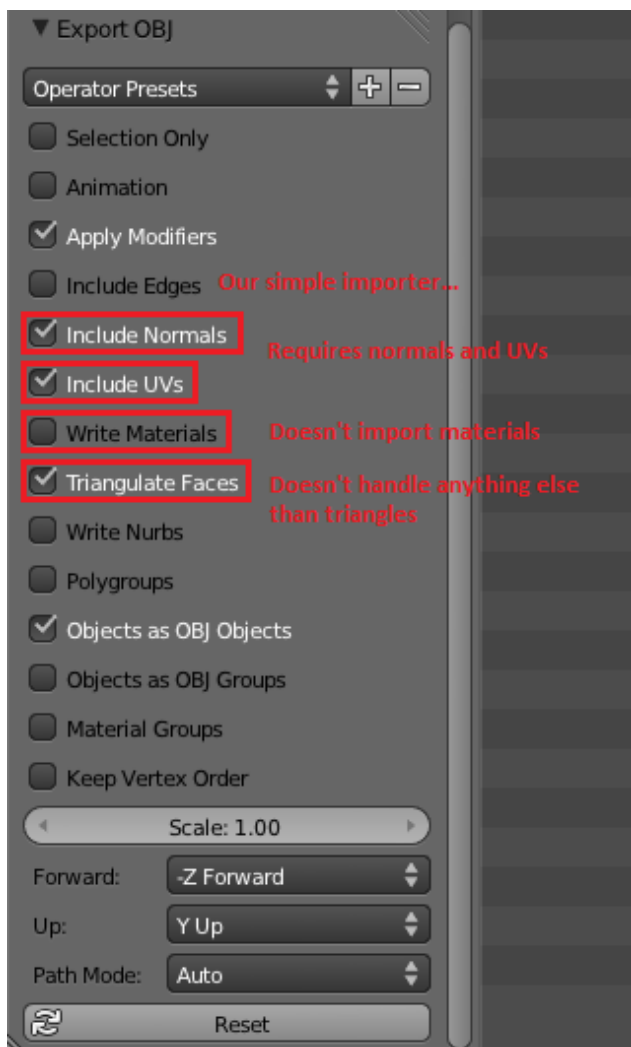 Export OBJ
Operator Presets
Selection Only
Animation
Apply Modifiers
Include Edges Our simple importer...
Include Normals
Requires normals and UVs
Include UVs
Write Materials Doesn't import materials
Triangulate Faces Doesn't handle anything else
than triangles
Write Nurbs
Polygroups
Objects as OBJ Objects
Objects as OBJ Groups
Material Groups
Keep Vertex Order
Scale: 1.00
Forward: -Z Forward
Up: Y Up
Path Mode: Auto
Reset